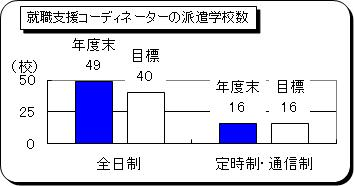 就職支援コーディネーターの派遣学校数
(校)
年度末 目標
49 40
年度末 目標
16 16
50
25
0
全日制 定時制・通信制